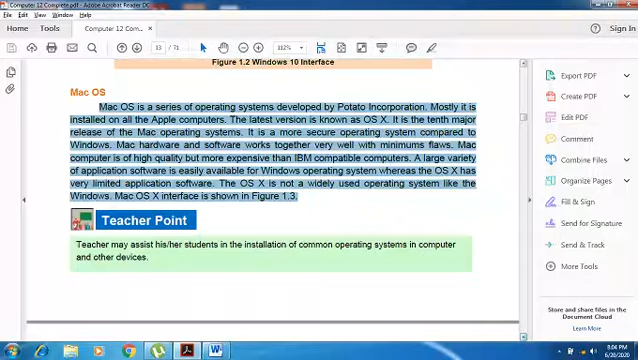 Computer 12 Complete.pdf - Adobe Acrobat Reader DC
Edit View Window Help
Home Tools Computer 12 Comp... × Sign In
13 / 71 112%
Figure 1.2 Windows 10 Interface
Mac OS
Mac OS is a series of operating systems developed by Potato Incorporation. Mostly it is
installed on all the Apple computers. The latest version is known as OS X. It is the tenth major
release of the Mac operating systems. It is a more secure operating system compared to
Windows. Mac hardware and software works together very well with minimums flaws. Mac
computer is of high quality but more expensive than IBM compatible computers. A large variety
of application software is easily available for Windows operating system whereas the OS X has
very limited application software. The OS X is not a widely used operating system like the
Windows. Mac OS X interface is shown in Figure 1.3.
Teacher Point
Teacher may assist his/her students in the installation of common operating systems in computer
and other devices.
Export PDF
Create PDF
Edit PDF
Comment
Combine Files
Organize Pages
Fill & Sign
Send for Signature
Send & Track
More Tools
Store and share files in the
Document Cloud
Learn More
8:04 PM
6/28/2020